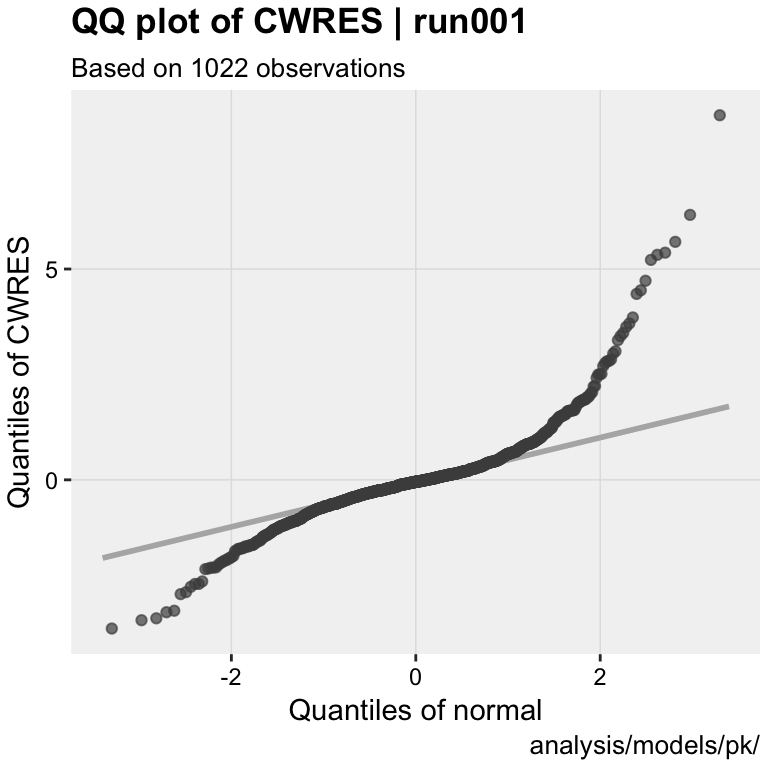 QQ plot of CWRES | run001
Based on 1022 observations
Quantiles of CWRES
5
0
-2 0 2
Quantiles of normal
analysis/models/pk/